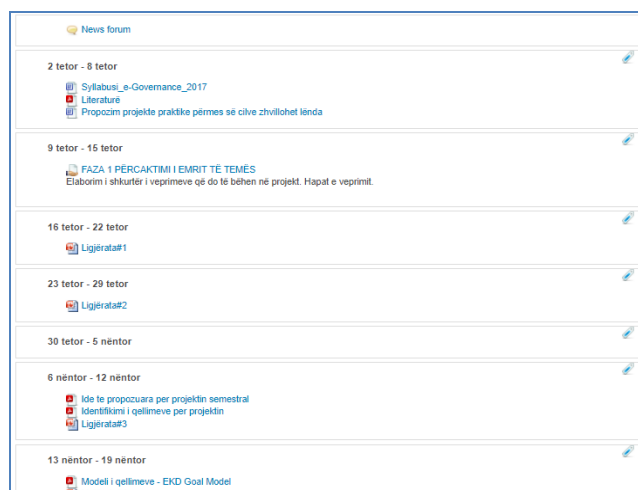 News forum
2 tetor - 8 tetor
Syllabusi_e-Governance_2017
Literaturë
Propozim projekte praktike përmes së cilve zhvillohet lënda
9 tetor - 15 tetor
FAZA 1 PËRCAKTIMI I EMRIT TË TEMËS
Elaborim i shkurtër i veprimeve që do të bëhen në projekt. Hapat e veprimit.
16 tetor - 22 tetor
Ligjërata#1
23 tetor - 29 tetor
Ligjërata#2
30 tetor - 5 nëntor
6 nëntor - 12 nëntor
Ide te propozuara per projektin semestral
Identifikimi i qellimeve per projektin
Ligjërata#3
13 nëntor - 19 nëntor
Modeli i qellimeve - EKD Goal Model